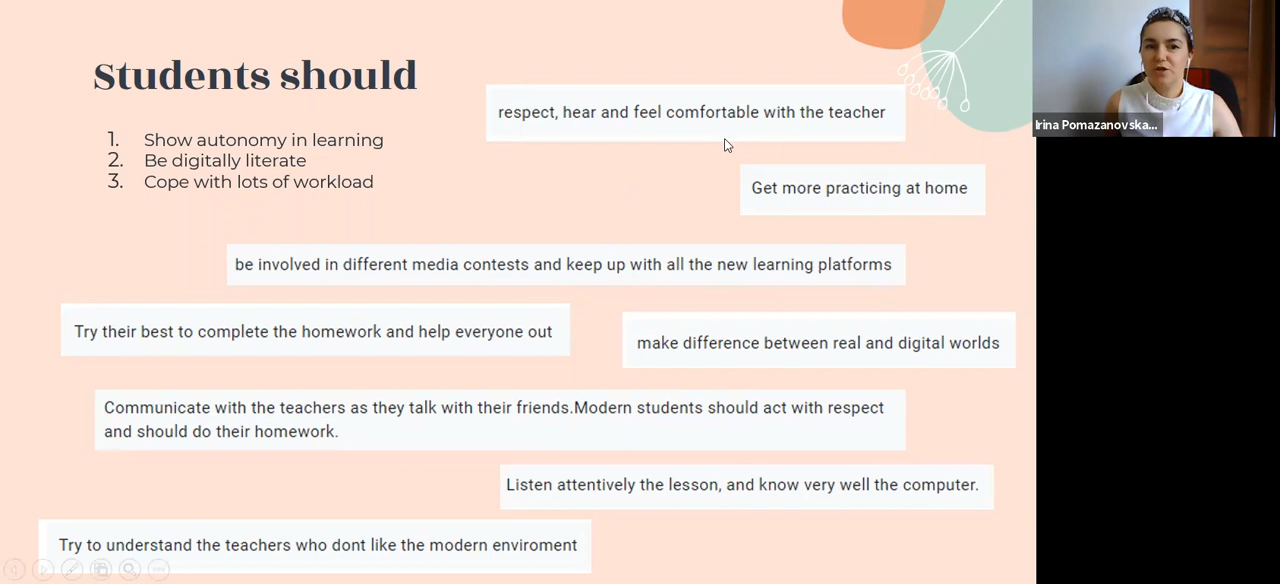 Students should
1. Show autonomy in learning
2. Be digitally literate
3. Cope with lots of workload
respect, hear and feel comfortable with the teacher
Get more practicing at home
be involved in different media contests and keep up with all the new learning platforms
Try their best to complete the homework and help everyone out
make difference between real and digital worlds
Communicate with the teachers as they talk with their friends.Modern students should act with respect
and should do their homework.
Listen attentively the lesson, and know very well the computer.
Try to understand the teachers who dont like the modern enviroment
Irina Pomazanovska...